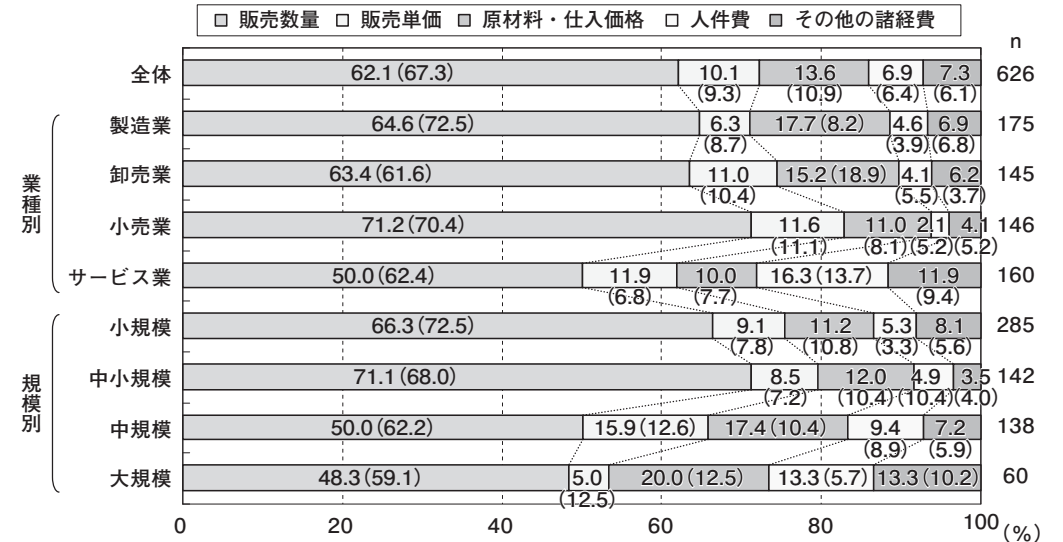 販売数量 販売単価 原材料・仕入価格 人件費 その他の諸経費
n
全体 62.1(67.3) 10.1 13.6 6.9 7.3 626
(9.3) (10.9) (6.4) (6.1)
製造業 64.6(72.5) 6.3 17.7(8.2) 4.6 6.9 175
(8.7) (3.9) (6.8)
卸売業 63.4(61.6) 11.0 15.2(18.9) 4.1 6.2 145
(10.4) (5.5) (3.7)
小売業 71.2(70.4) 11.6 11.0 2.1 4.1 146
(11.1) (8.1) (5.2) (5.2)
サービス業 50.0(62.4) 11.9 10.0 16.3(13.7) 11.9 160
(6.8) (7.7) (9.4)
業種別
小規模 66.3(72.5) 9.1 11.2 5.3 8.1 285
(7.8) (10.8) (3.3) (5.6)
中小規模 71.1(68.0) 8.5 12.0 4.9 3.5 142
(7.2) (10.4) (10.4) (4.0)
中規模 50.0(62.2) 15.9(12.6) 17.4(10.4) 9.4 7.2 138
(8.9) (5.9)
大規模 48.3(59.1) 5.0 20.0(12.5) 13.3(5.7) 13.3(10.2) 60
(12.5)
規模別
0 20 40 60 80 100 (%)